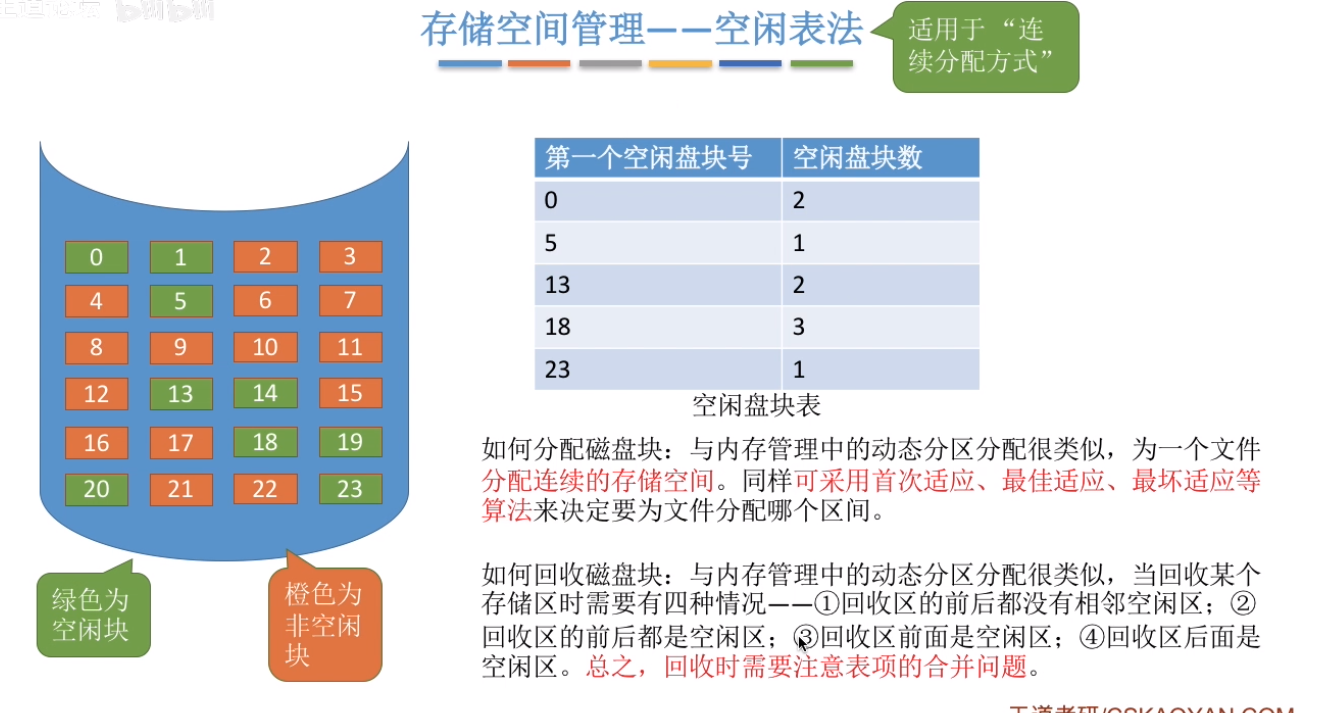 存储空间管理——空闲表法
适用于 “连
续分配方式”
第一个空闲盘块号 空闲盘块数
0 2
5 1
13 2
18 3
23 1
空闲盘块表
0 1 2 3
4 5 6 7
8 9 10 11
12 13 14 15
16 17 18 19
20 21 22 23
绿色为
空闲块
橙色为
非空闲
块
如何分配磁盘块：与内存管理中的动态分区分配很类似，为一个文件
分配连续的存储空间。同样可采用首次适应、最佳适应、最坏适应等
算法来决定要为文件分配哪个区间。
如何回收磁盘块：与内存管理中的动态分区分配很类似，当回收某个
存储区时需要有四种情况——①回收区的前后都没有相邻空闲区；②
回收区的前后都是空闲区；③回收区前面是空闲区；④回收区后面是
空闲区。总之，回收时需要注意表项的合并问题。
王道考研/CSKAOYAN.COM